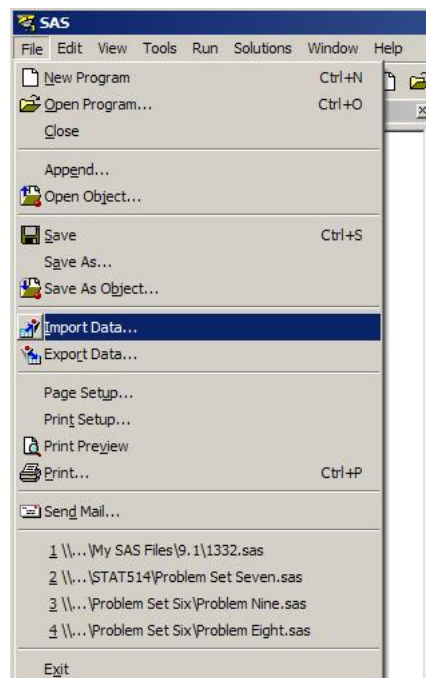 SAS
File Edit View Tools Run Solutions Window Help
New Program Ctrl+N
Open Program... Ctrl+O
Close
Append...
Open Object...
Save Ctrl+S
Save As...
Save As Object...
Import Data...
Export Data...
Page Setup...
Print Setup...
Print Preview
Print... Ctrl+P
Send Mail...
1 \\...\My SAS Files\9.1\1332.sas
2 \\...\STAT514\Problem Set Seven.sas
3 \\...\Problem Set Six\Problem Nine.sas
4 \\...\Problem Set Six\Problem Eight.sas
Exit